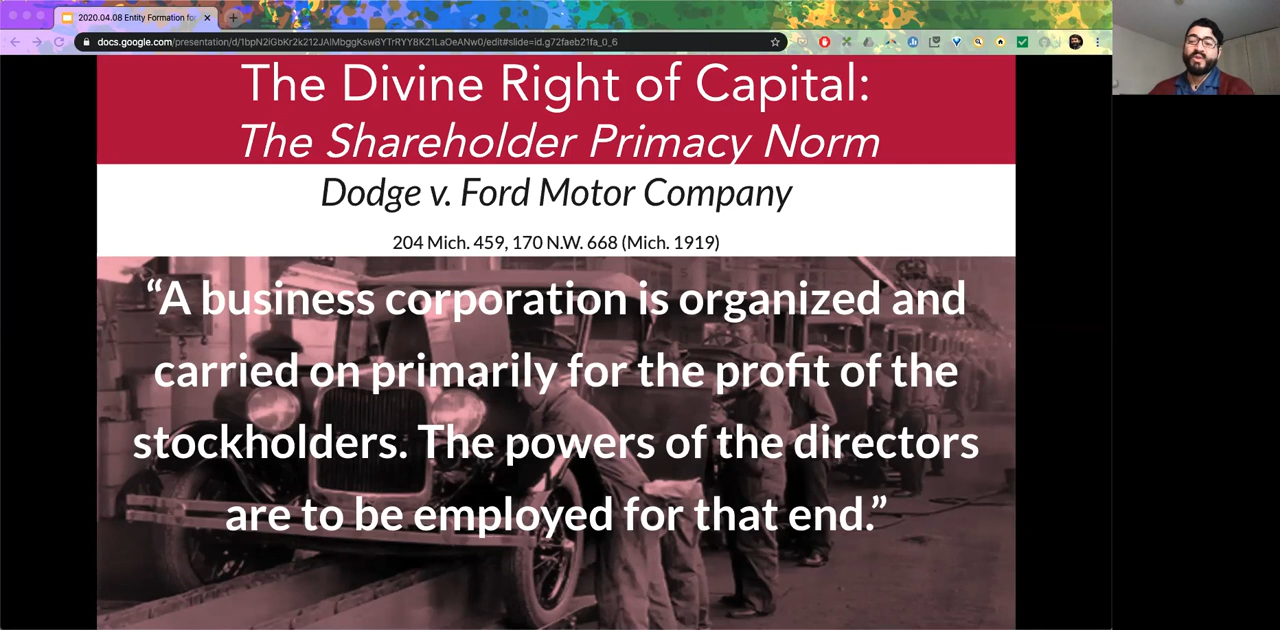 2020.04.08 Entity Formation for
docs.google.com/presentation/d/1bpN2iGbKr2k212JAIMbggKsw8YTrRYY8K21LaOeANw0/edit#slide=id.g72faeb21fa_0_6
The Divine Right of Capital:
The Shareholder Primacy Norm
Dodge v. Ford Motor Company
204 Mich. 459, 170 N.W. 668 (Mich. 1919)
“A business corporation is organized and
carried on primarily for the profit of the
stockholders. The powers of the directors
are to be employed for that end.”